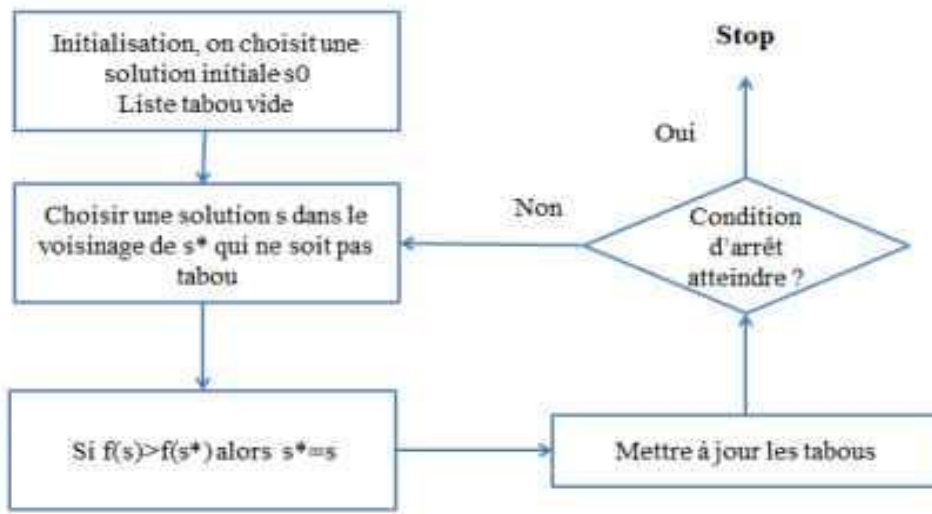 Initialisation, on choisit une
solution initiale s0
Liste tabou vide
Choisir une solution s dans le
voisinage de s* qui ne soit pas
tabou
Si f(s)>f(s*) alors s*=s
Mettre à jour les tabous
Condition
d'arrêt
atteindre ?
Non
Oui
Stop